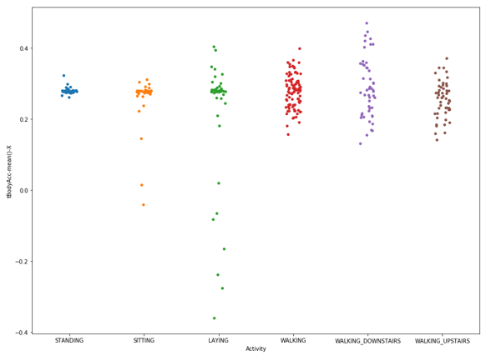 0.4
0.2
0.0
−0.2
−0.4
tBodyAcc-mean()-X
STANDING
SITTING
LAYING
WALKING
WALKING_DOWNSTAIRS
WALKING_UPSTAIRS
Activity